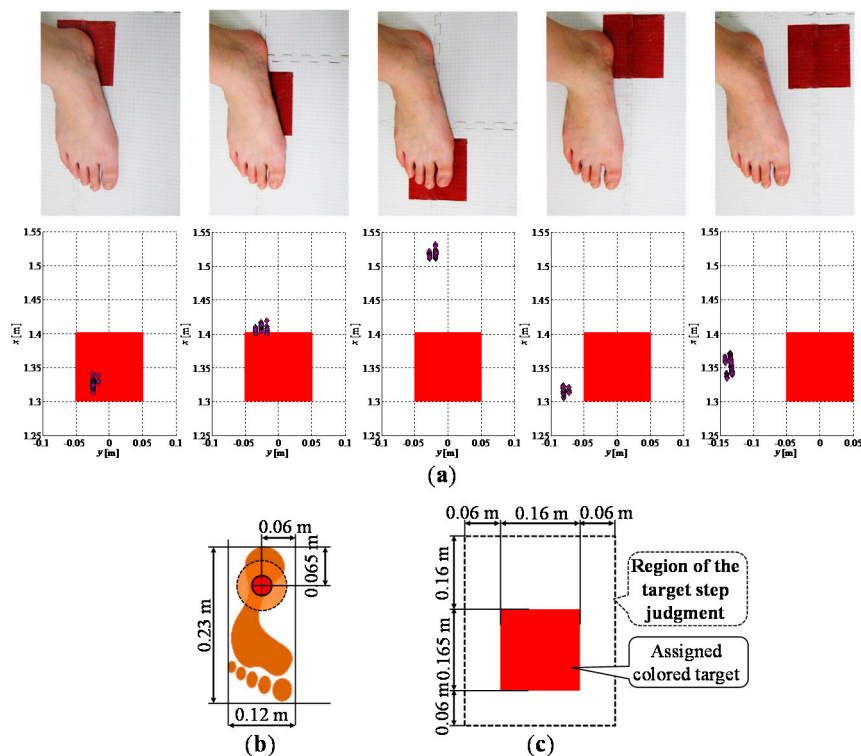 1.55 1.55 1.55 1.55 1.55
1.5 1.5 1.5 1.5 1.5
1.45 1.45 1.45 1.45 1.45
x [m] x [m] x [m] x [m] x [m]
1.4 1.4 1.4 1.4 1.4
1.35 1.35 1.35 1.35 1.35
1.3 1.3 1.3 1.3 1.3
1.25 1.25 1.25 1.25 1.25
-0.1 -0.05 0 0.05 0.1 -0.1 -0.05 0 0.05 0.1 -0.1 -0.05 0 0.05 0.1 -0.1 -0.05 0 0.05 0.1 -0.15 -0.1 -0.05 0 0.05
y [m] y [m] y [m] y [m] y [m]
(a)
0.06 m
0.065 m
0.23 m
0.12 m
(b)
0.06 m 0.16 m 0.06 m
0.16 m
0.165 m
0.06 m
Region of the
target step
judgment
Assigned
colored target
(c)